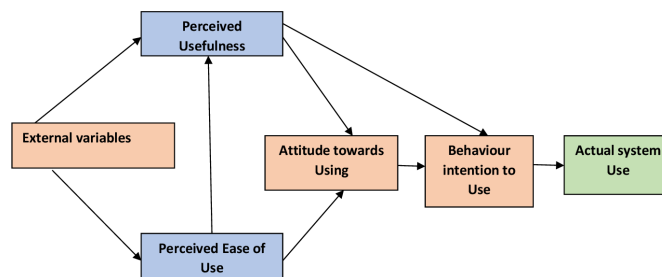 Perceived
Usefulness
External variables
Attitude towards
Using
Behaviour
intention to
Use
Actual system
Use
Perceived Ease of
Use